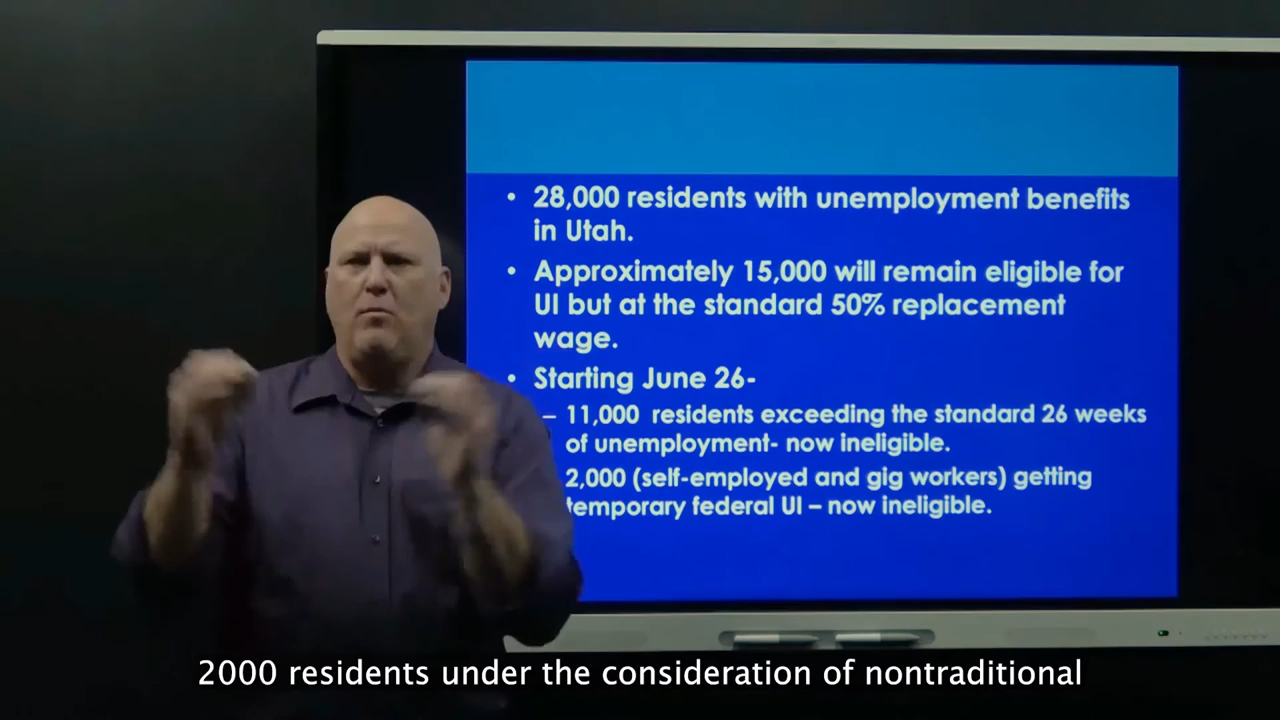 • 28,000 residents with unemployment benefits
in Utah.
• Approximately 15,000 will remain eligible for
UI but at the standard 50% replacement
wage.
• Starting June 26-
– 11,000 residents exceeding the standard 26 weeks
of unemployment- now ineligible.
2,000 (self-employed and gig workers) getting
temporary federal UI – now ineligible.
2000 residents under the consideration of nontraditional